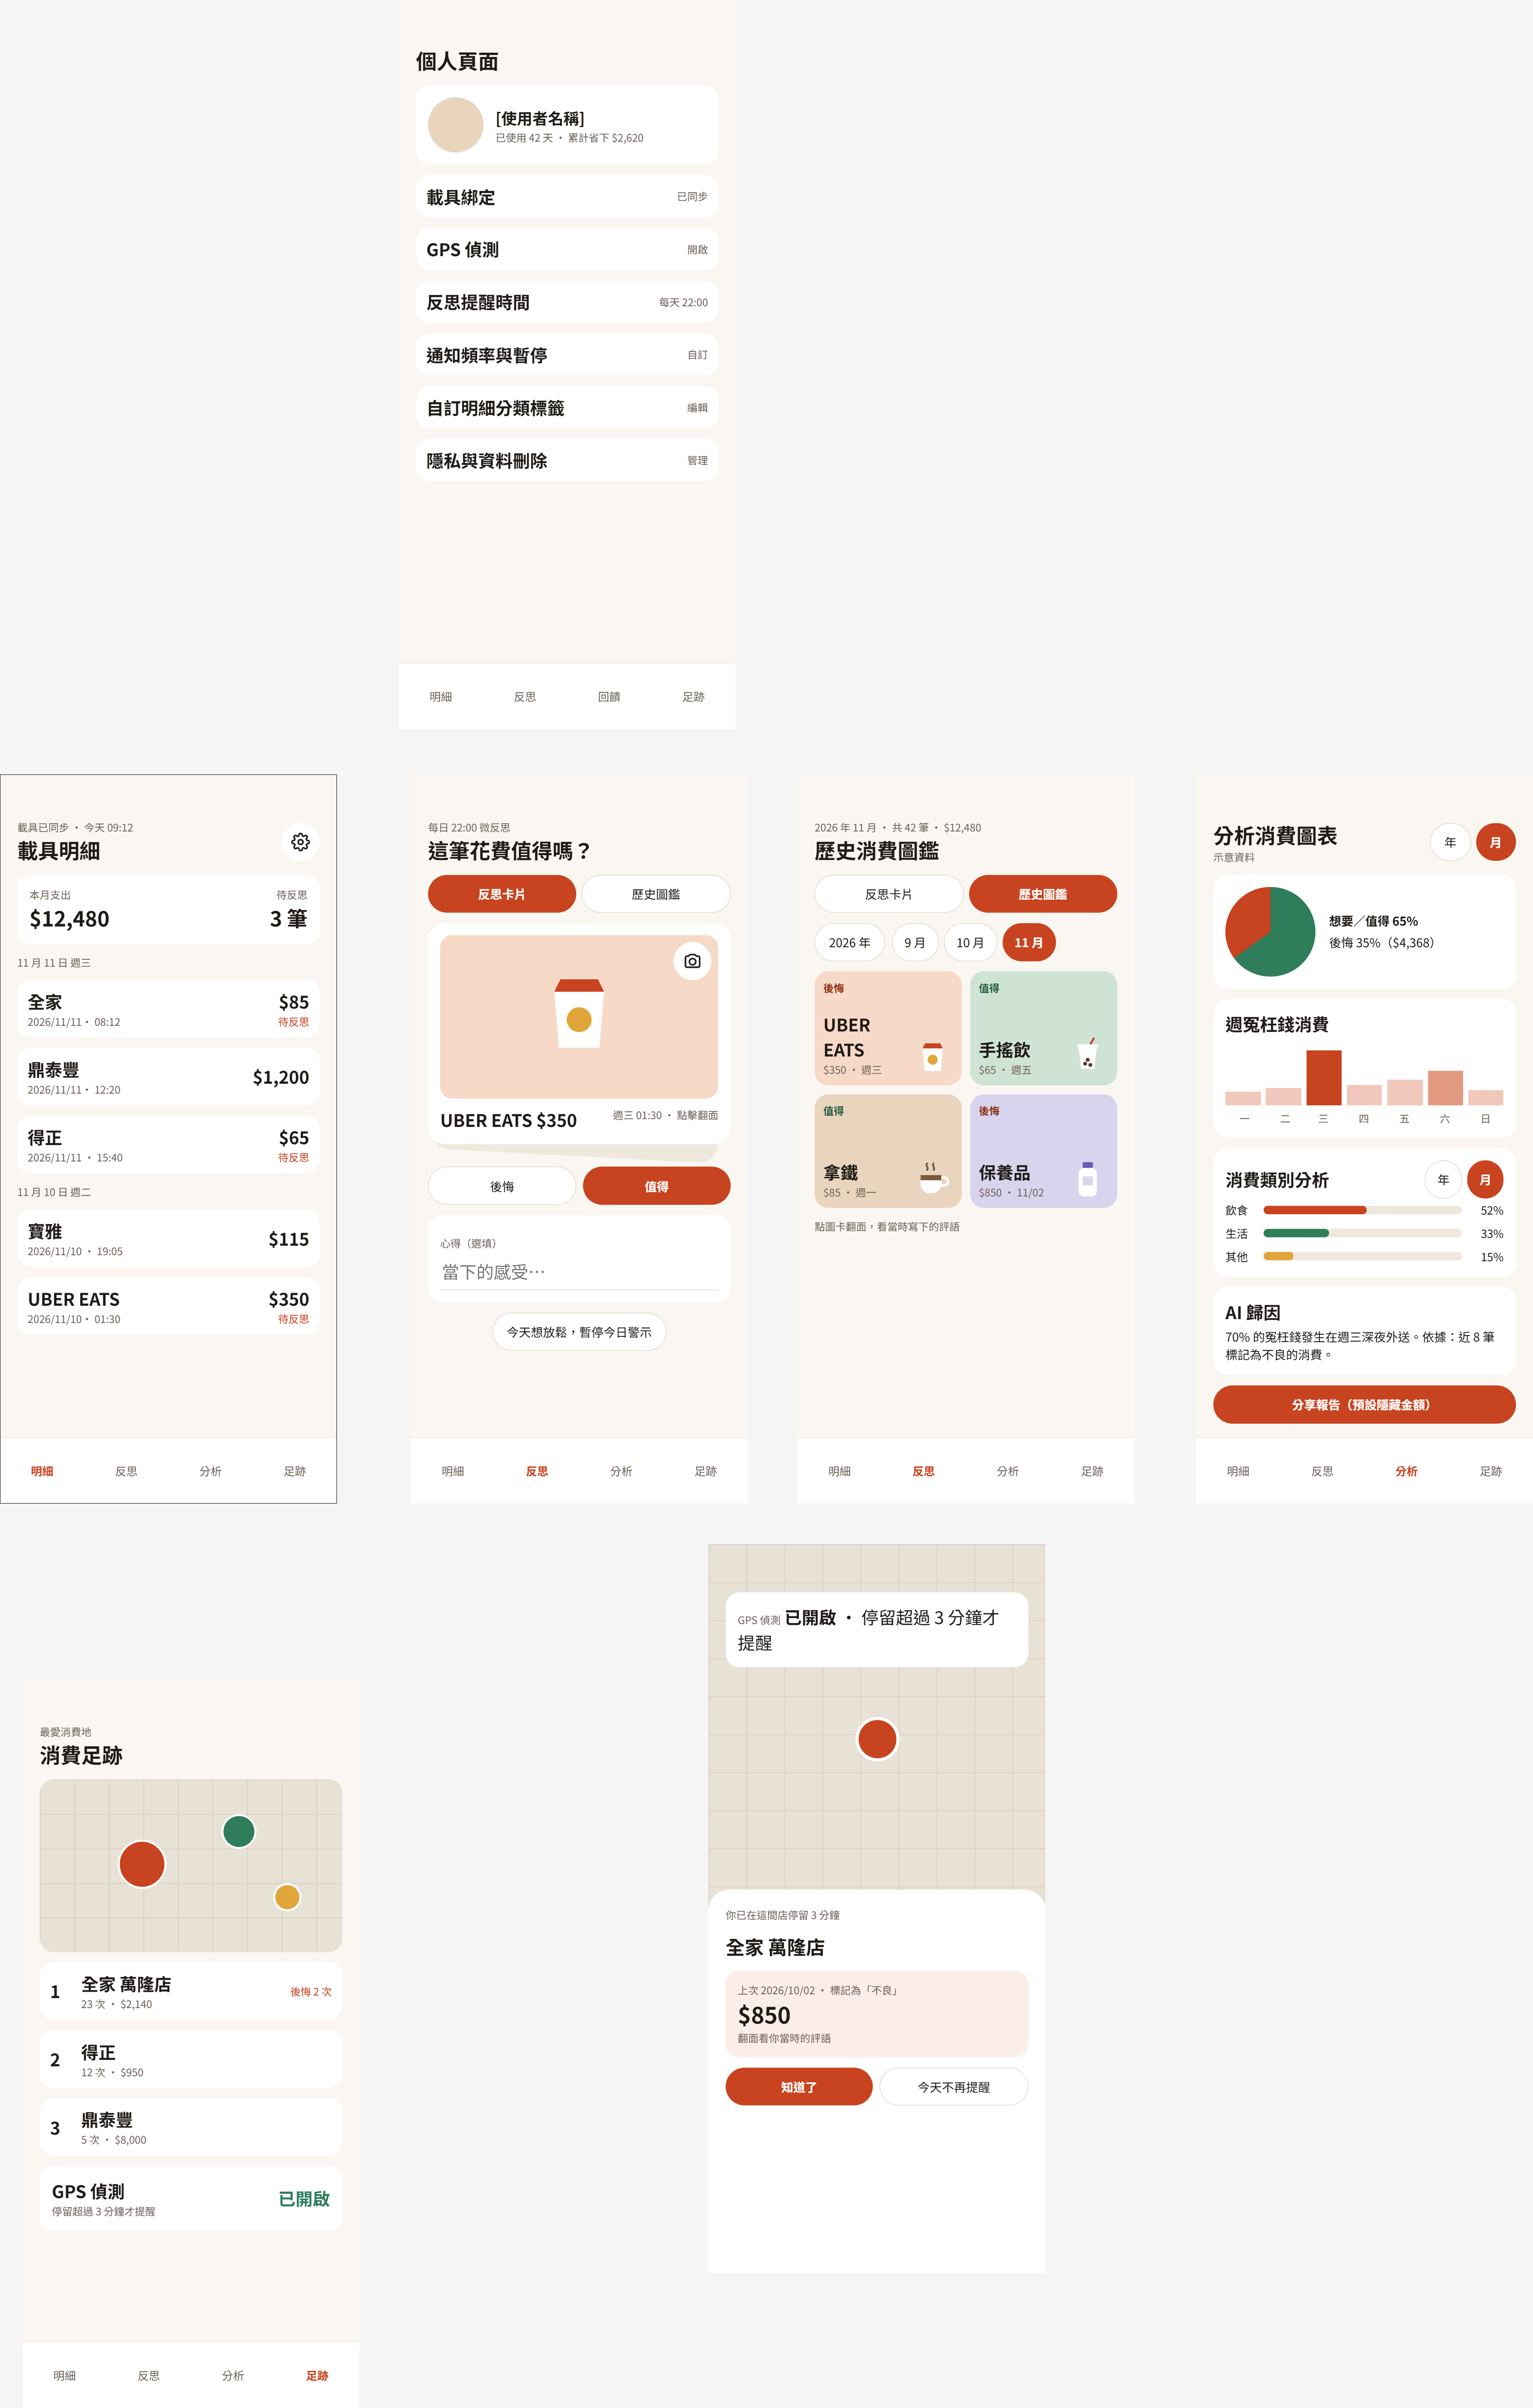 個人頁面
[使用者名稱]
已使用 42 天 ・ 累計省下 $2,620
載具綁定
已同步
GPS 偵測
開啟
反思提醒時間
每天 22:00
通知頻率與暫停
自訂
自訂明細分類標籤
編輯
隱私與資料刪除
管理
明細
反思
回饋
足跡
載具已同步 ・ 今天 09:12
載具明細
本月支出
待反思
$12,480
3 筆
11 月 11 日 週三
全家
$85
2026/11/11・ 08:12
待反思
鼎泰豐
2026/11/11・ 12:20
$1,200
得正
$65
2026/11/11 ・ 15:40
待反思
11 月 10 日 週二
寶雅
2026/11/10 ・ 19:05
$115
UBER EATS
$350
2026/11/10・ 01:30
待反思
明細
反思
分析
足跡
每日 22:00 微反思
這筆花費值得嗎？
反思卡片
歷史圖鑑
UBER EATS $350
週三 01:30 ・ 點擊翻面
後悔
值得
心得（選填）
當下的感受⋯
今天想放鬆，暫停今日警示
明細
反思
分析
足跡
2026 年 11 月 ・ 共 42 筆 ・ $12,480
歷史消費圖鑑
反思卡片
歷史圖鑑
2026 年
9 月
10 月
11 月
後悔
UBER
EATS
$350 ・ 週三
值得
手搖飲
$65 ・ 週五
值得
拿鐵
$85 ・ 週一
後悔
保養品
$850 ・ 11/02
點圖卡翻面，看當時寫下的評語
明細
反思
分析
足跡
分析消費圖表
示意資料
年
月
想要／值得 65%
後悔 35%（$4,368）
週冤枉錢消費
一
二
三
四
五
六
日
消費類別分析
年
月
飲食
52%
生活
33%
其他
15%
AI 歸因
70% 的冤枉錢發生在週三深夜外送。依據：近 8 筆
標記為不良的消費。
分享報告（預設隱藏金額）
明細
反思
分析
足跡
最愛消費地
消費足跡
1
全家 萬隆店
23 次 ・ $2,140
後悔 2 次
2
得正
12 次 ・ $950
3
鼎泰豐
5 次 ・ $8,000
GPS 偵測
停留超過 3 分鐘才提醒
已開啟
明細
反思
分析
足跡
GPS 偵測 已開啟 ・ 停留超過 3 分鐘才
提醒
你已在這間店停留 3 分鐘
全家 萬隆店
上次 2026/10/02 ・ 標記為「不良」
$850
翻面看你當時的評語
知道了
今天不再提醒